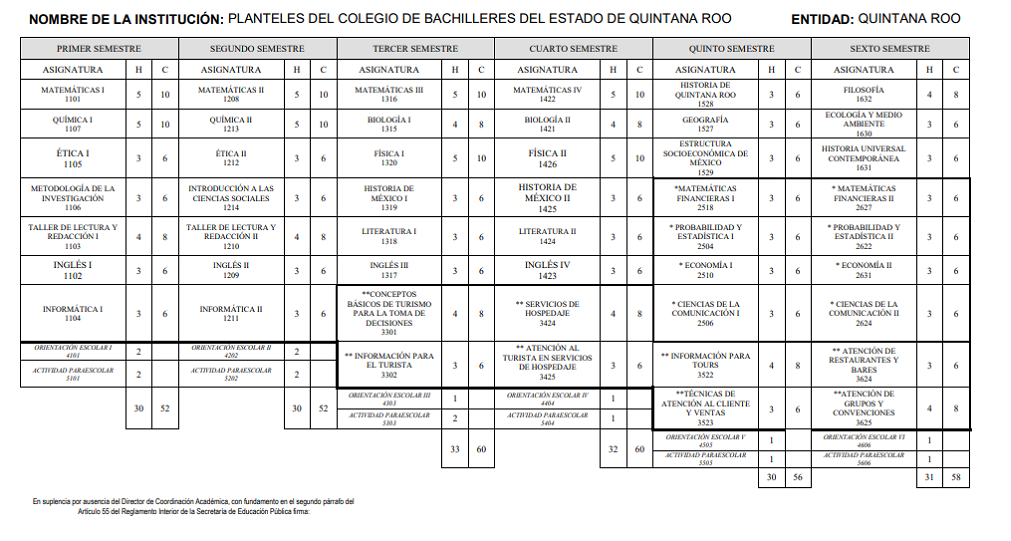 NOMBRE DE LA INSTITUCIÓN: PLANTELES DEL COLEGIO DE BACHILLERES DEL ESTADO DE QUINTANA ROO ENTIDAD: QUINTANA ROO
PRIMER SEMESTRE SEGUNDO SEMESTRE TERCER SEMESTRE CUARTO SEMESTRE QUINTO SEMESTRE SEXTO SEMESTRE
ASIGNATURA H C ASIGNATURA H C ASIGNATURA H C ASIGNATURA H C ASIGNATURA H C ASIGNATURA H C
MATEMÁTICAS I
1101
5 10
MATEMÁTICAS II
1208
5 10
MATEMÁTICAS III
1316
5 10
MATEMÁTICAS IV
1422
5 10
HISTORIA DE
QUINTANA ROO
1528
3 6
FILOSOFÍA
1632
4 8
QUÍMICA I
1107
5 10
QUÍMICA II
1213
5 10
BIOLOGÍA I
1315
4 8
BIOLOGÍA II
1421
4 8
GEOGRAFÍA
1527
3 6
ECOLOGÍA Y MEDIO
AMBIENTE
1630
3 6
ÉTICA I
1105
3 6
ÉTICA II
1212
3 6
FÍSICA I
1320
5 10
FÍSICA II
1426
5 10
ESTRUCTURA
SOCIOECONÓMICA DE
MÉXICO
1529
3 6
HISTORIA UNIVERSAL
CONTEMPORÁNEA
1631
3 6
METODOLOGÍA DE LA
INVESTIGACIÓN
1106
3 6
INTRODUCCIÓN A LAS
CIENCIAS SOCIALES
1214
3 6
HISTORIA DE
MÉXICO I
1319
3 6
HISTORIA DE
MÉXICO II
1425
3 6
*MATEMÁTICAS
FINANCIERAS I
2518
3 6
* MATEMÁTICAS
FINANCIERAS II
2627
3 6
TALLER DE LECTURA Y
REDACCIÓN I
1103
4 8
TALLER DE LECTURA Y
REDACCIÓN II
1210
4 8
LITERATURA I
1318
3 6
LITERATURA II
1424
3 6
* PROBABILIDAD Y
ESTADÍSTICA I
2504
3 6
* PROBABILIDAD Y
ESTADÍSTICA II
2622
3 6
INGLÉS I
1102
3 6
INGLÉS II
1209
3 6
INGLÉS III
1317
3 6
INGLÉS IV
1423
3 6
* ECONOMÍA I
2510
3 6
* ECONOMÍA II
2631
3 6
INFORMÁTICA I
1104
3 6
INFORMÁTICA II
1211
3 6
**CONCEPTOS
BÁSICOS DE TURISMO
PARA LA TOMA DE
DECISIONES
3301
4 8
** SERVICIOS DE
HOSPEDAJE
3424
4 8
* CIENCIAS DE LA
COMUNICACIÓN I
2506
3 6
* CIENCIAS DE LA
COMUNICACIÓN II
2624
3 6
ORIENTACIÓN ESCOLAR I
4101
2
ORIENTACIÓN ESCOLAR II
4202
2
ACTIVIDAD PARAESCOLAR
5101
2
ACTIVIDAD PARAESCOLAR
5202
2
** INFORMACIÓN PARA
EL TURISTA
3302
3 6
** ATENCIÓN AL
TURISTA EN SERVICIOS
DE HOSPEDAJE
3425
3 6
** INFORMACIÓN PARA
TOURS
3522
4 8
** ATENCIÓN DE
RESTAURANTES Y
BARES
3624
3 6
30 52
30 52
ORIENTACIÓN ESCOLAR III
4303
1
ORIENTACIÓN ESCOLAR IV
4404
1
ACTIVIDAD PARAESCOLAR
5303
2
ACTIVIDAD PARAESCOLAR
5404
1
**TÉCNICAS DE
ATENCIÓN AL CLIENTE
Y VENTAS
3523
3 6
**ATENCIÓN DE
GRUPOS Y
CONVENCIONES
3625
4 8
33 60
32 60
ORIENTACIÓN ESCOLAR V
4505
1
ORIENTACIÓN ESCOLAR VI
4606
1
ACTIVIDAD PARAESCOLAR
5505
1
ACTIVIDAD PARAESCOLAR
5606
1
30 56
31 58
En suplencia por ausencia del Director de Coordinación Académica, con fundamento en el segundo párrafo del
Artículo 55 del Reglamento Interior de la Secretaría de Educación Pública firma: